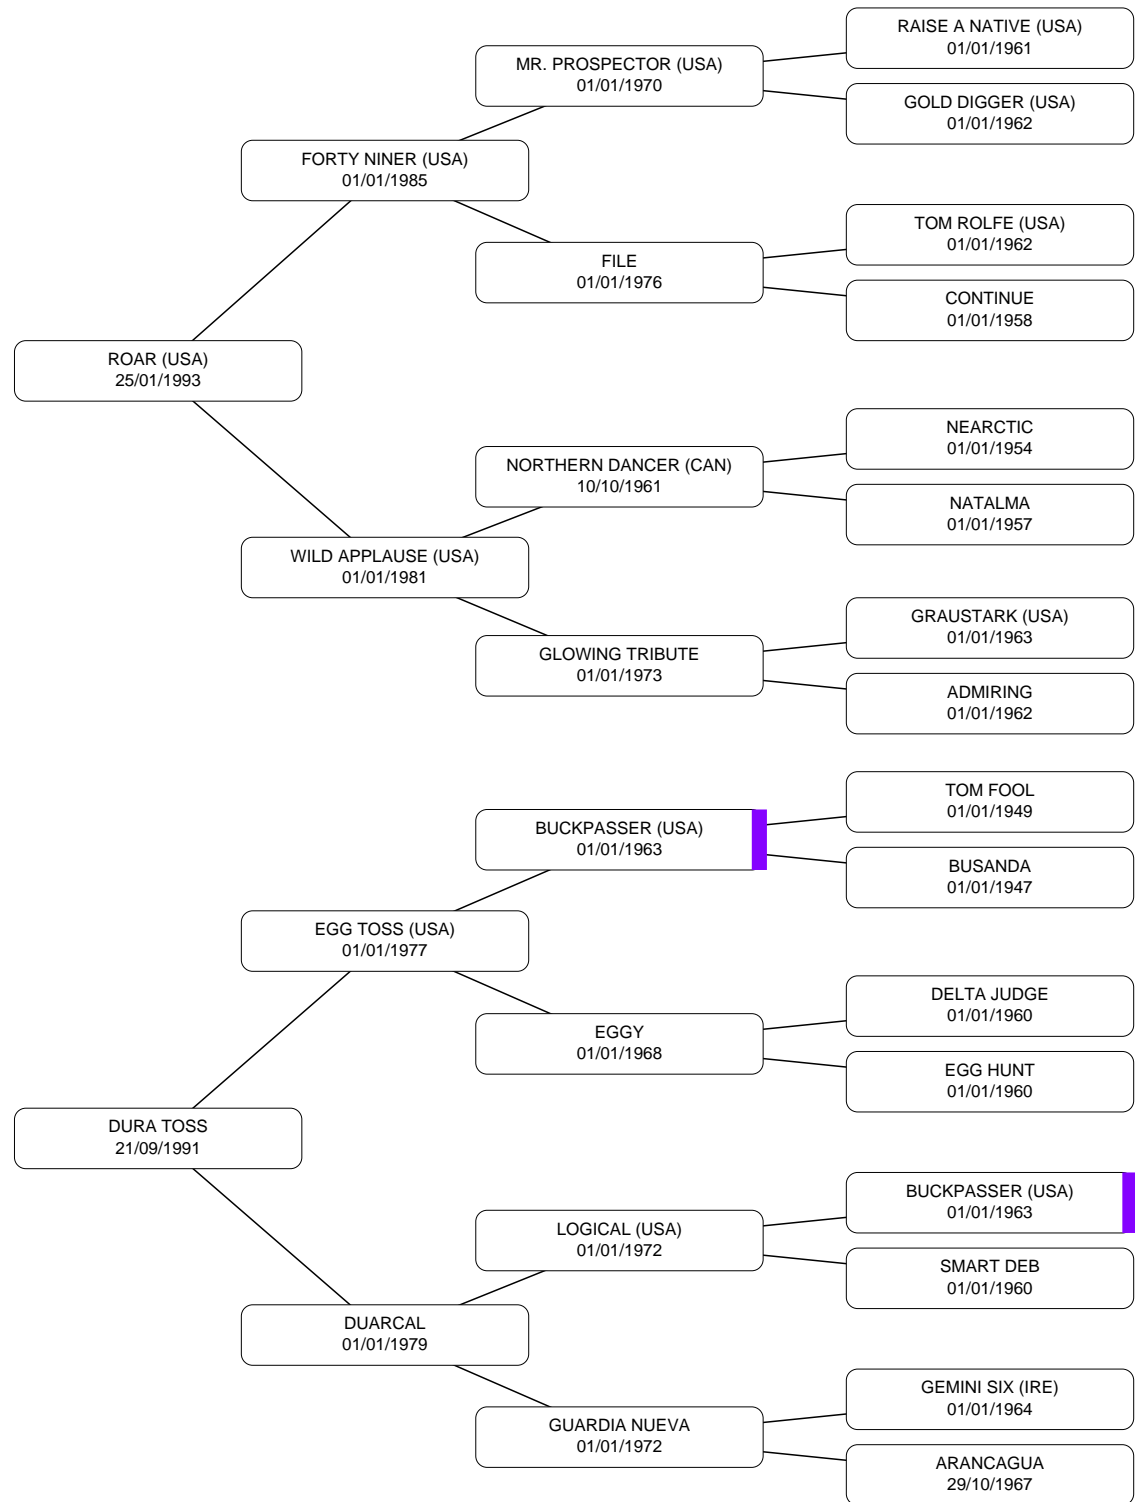 RAISE A NATIVE (USA)
01/01/1961
MR. PROSPECTOR (USA)
01/01/1970
GOLD DIGGER (USA)
01/01/1962
FORTY NINER (USA)
01/01/1985
TOM ROLFE (USA)
01/01/1962
FILE
01/01/1976
CONTINUE
01/01/1958
ROAR (USA)
25/01/1993
NEARCTIC
01/01/1954
NORTHERN DANCER (CAN)
10/10/1961
NATALMA
01/01/1957
WILD APPLAUSE (USA)
01/01/1981
GRAUSTARK (USA)
01/01/1963
GLOWING TRIBUTE
01/01/1973
ADMIRING
01/01/1962
TOM FOOL
01/01/1949
BUCKPASSER (USA)
01/01/1963
BUSANDA
01/01/1947
EGG TOSS (USA)
01/01/1977
DELTA JUDGE
01/01/1960
EGGY
01/01/1968
EGG HUNT
01/01/1960
DURA TOSS
21/09/1991
BUCKPASSER (USA)
01/01/1963
LOGICAL (USA)
01/01/1972
SMART DEB
01/01/1960
DUARCAL
01/01/1979
GEMINI SIX (IRE)
01/01/1964
GUARDIA NUEVA
01/01/1972
ARANCAGUA
29/10/1967